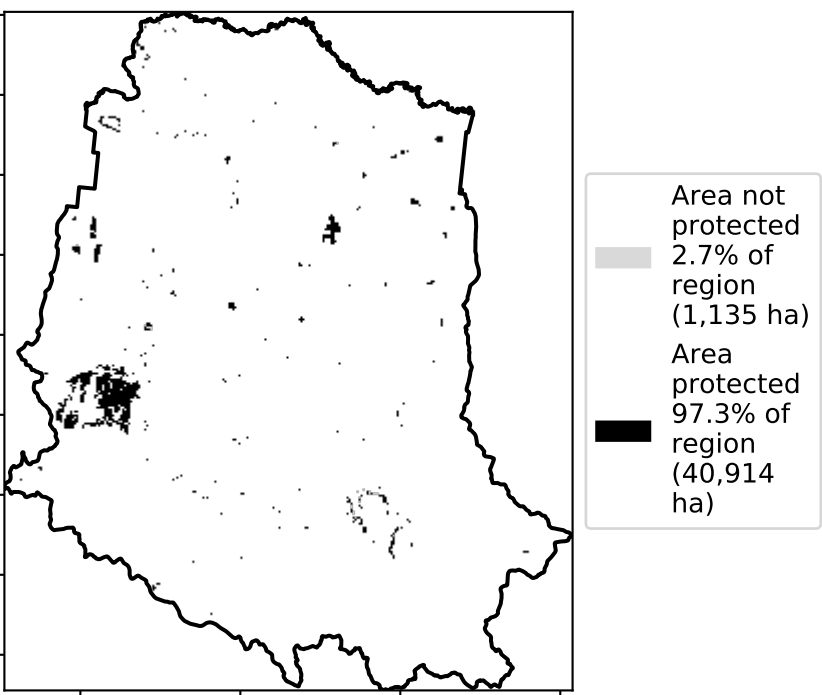 Area not
protected
2.7% of
region
(1,135 ha)
Area
protected
97.3% of
region
(40,914
ha)